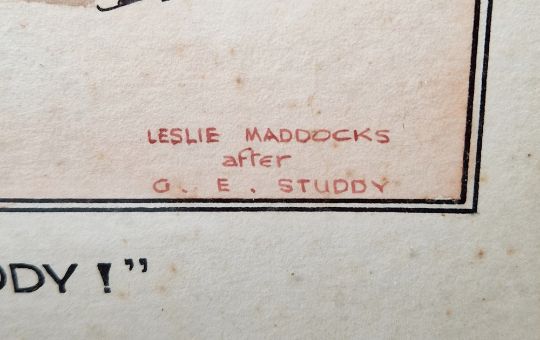 LESLIE MADDOCKS
after
G. E. STUDDY
DDY !”